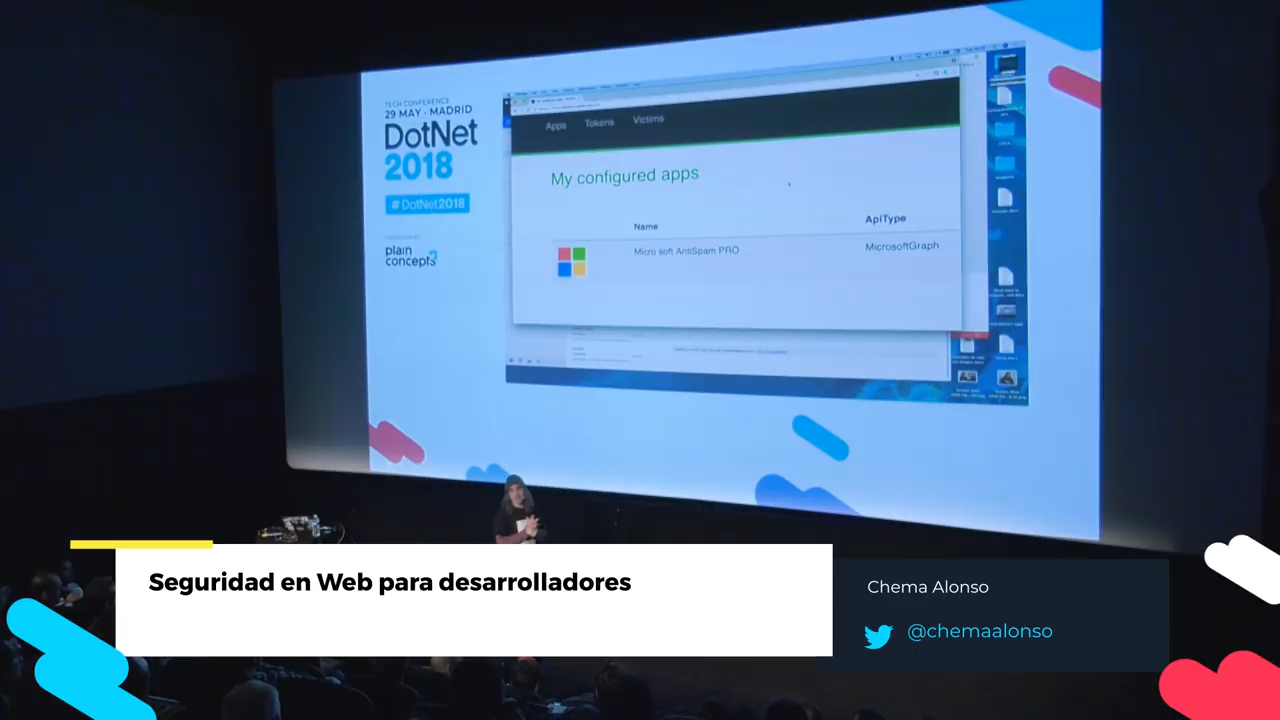 TECH CONFERENCE
29 MAY - MADRID
DotNet
2018
#DotNet2018
plain
concepts
Apps Tokens Victims
My configured apps
Name ApiType
Micro soft AntiSpam PRO MicrosoftGraph
Seguridad en Web para desarrolladores
Chema Alonso
@chemaalonso